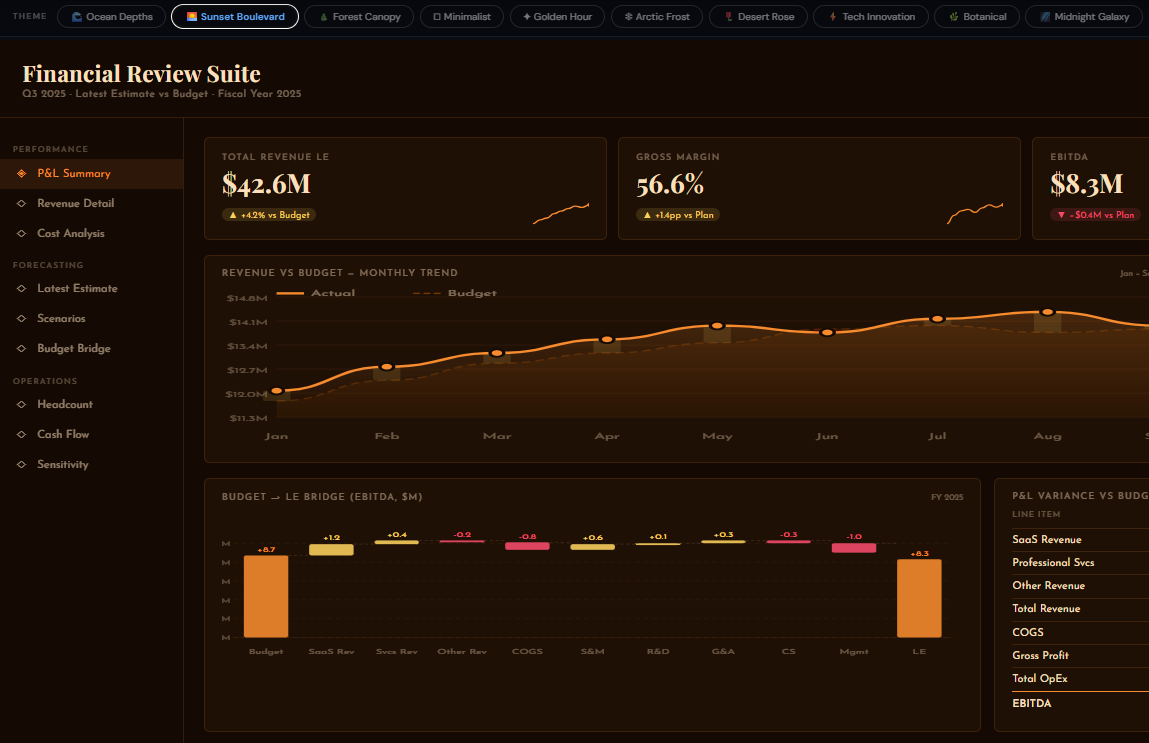 THEME Ocean Depths Sunset Boulevard Forest Canopy Minimalist Golden Hour Arctic Frost Desert Rose Tech Innovation Botanical Midnight Galaxy
Financial Review Suite
Q3 2025 · Latest Estimate vs Budget · Fiscal Year 2025
PERFORMANCE
P&L Summary
Revenue Detail
Cost Analysis
FORECASTING
Latest Estimate
Scenarios
Budget Bridge
OPERATIONS
Headcount
Cash Flow
Sensitivity
TOTAL REVENUE LE
$42.6M
▲ +4.2% vs Budget
GROSS MARGIN
56.6%
▲ +1.4pp vs Plan
EBITDA
$8.3M
▼ -$0.4M vs Plan
REVENUE VS BUDGET – MONTHLY TREND
Jan – S
Actual Budget
$14.8M
$14.1M
$13.4M
$12.7M
$12.0M
$11.3M
Jan Feb Mar Apr May Jun Jul Aug S
BUDGET → LE BRIDGE (EBITDA, $M)
FY 2025
+8.7 +1.2 +0.4 -0.2 -0.8 +0.6 +0.1 +0.3 -0.3 -1.0 +8.3
M
M
M
M
M
M
Budget SaaS Rev Svcs Rev Other Rev COGS S&M R&D G&A CS Mgmt LE
P&L VARIANCE VS BUDG
LINE ITEM
SaaS Revenue
Professional Svcs
Other Revenue
Total Revenue
COGS
Gross Profit
Total OpEx
EBITDA